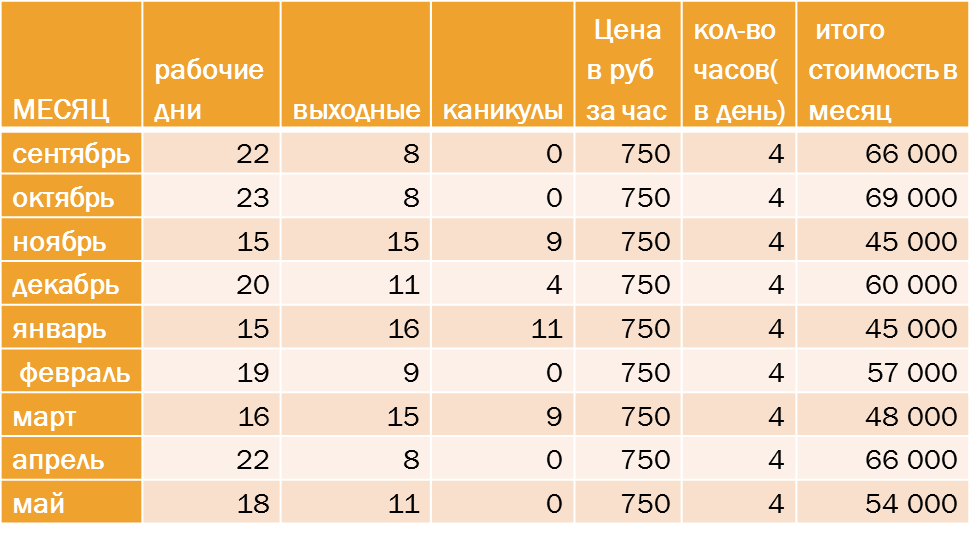 МЕСЯЦ рабочие дни выходные каникулы Цена в руб за час кол-во часов( в день) итого стоимость в месяц
сентябрь 22 8 0 750 4 66 000
октябрь 23 8 0 750 4 69 000
ноябрь 15 15 9 750 4 45 000
декабрь 20 11 4 750 4 60 000
январь 15 16 11 750 4 45 000
февраль 19 9 0 750 4 57 000
март 16 15 9 750 4 48 000
апрель 22 8 0 750 4 66 000
май 18 11 0 750 4 54 000